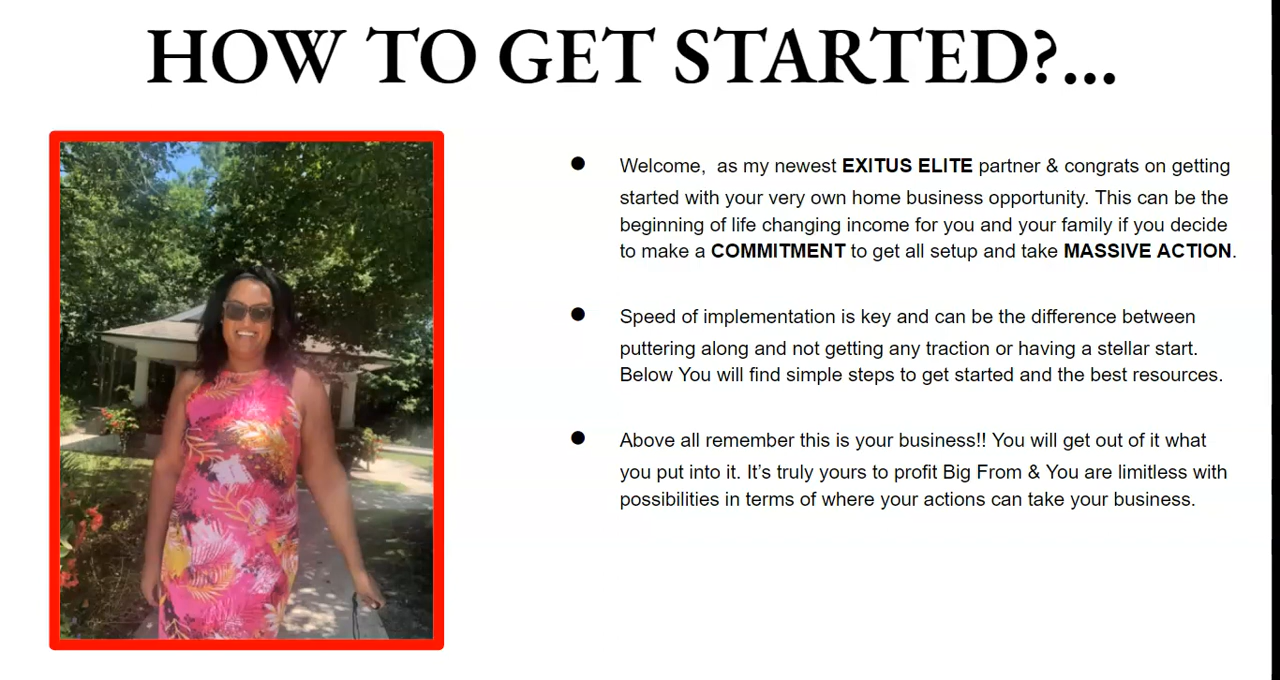 HOW TO GET STARTED?...
● Welcome,  as my newest EXITUS ELITE partner & congrats on getting
started with your very own home business opportunity. This can be the
beginning of life changing income for you and your family if you decide
to make a COMMITMENT to get all setup and take MASSIVE ACTION.
● Speed of implementation is key and can be the difference between
puttering along and not getting any traction or having a stellar start.
Below You will find simple steps to get started and the best resources.
● Above all remember this is your business!! You will get out of it what
you put into it. It’s truly yours to profit Big From & You are limitless with
possibilities in terms of where your actions can take your business.